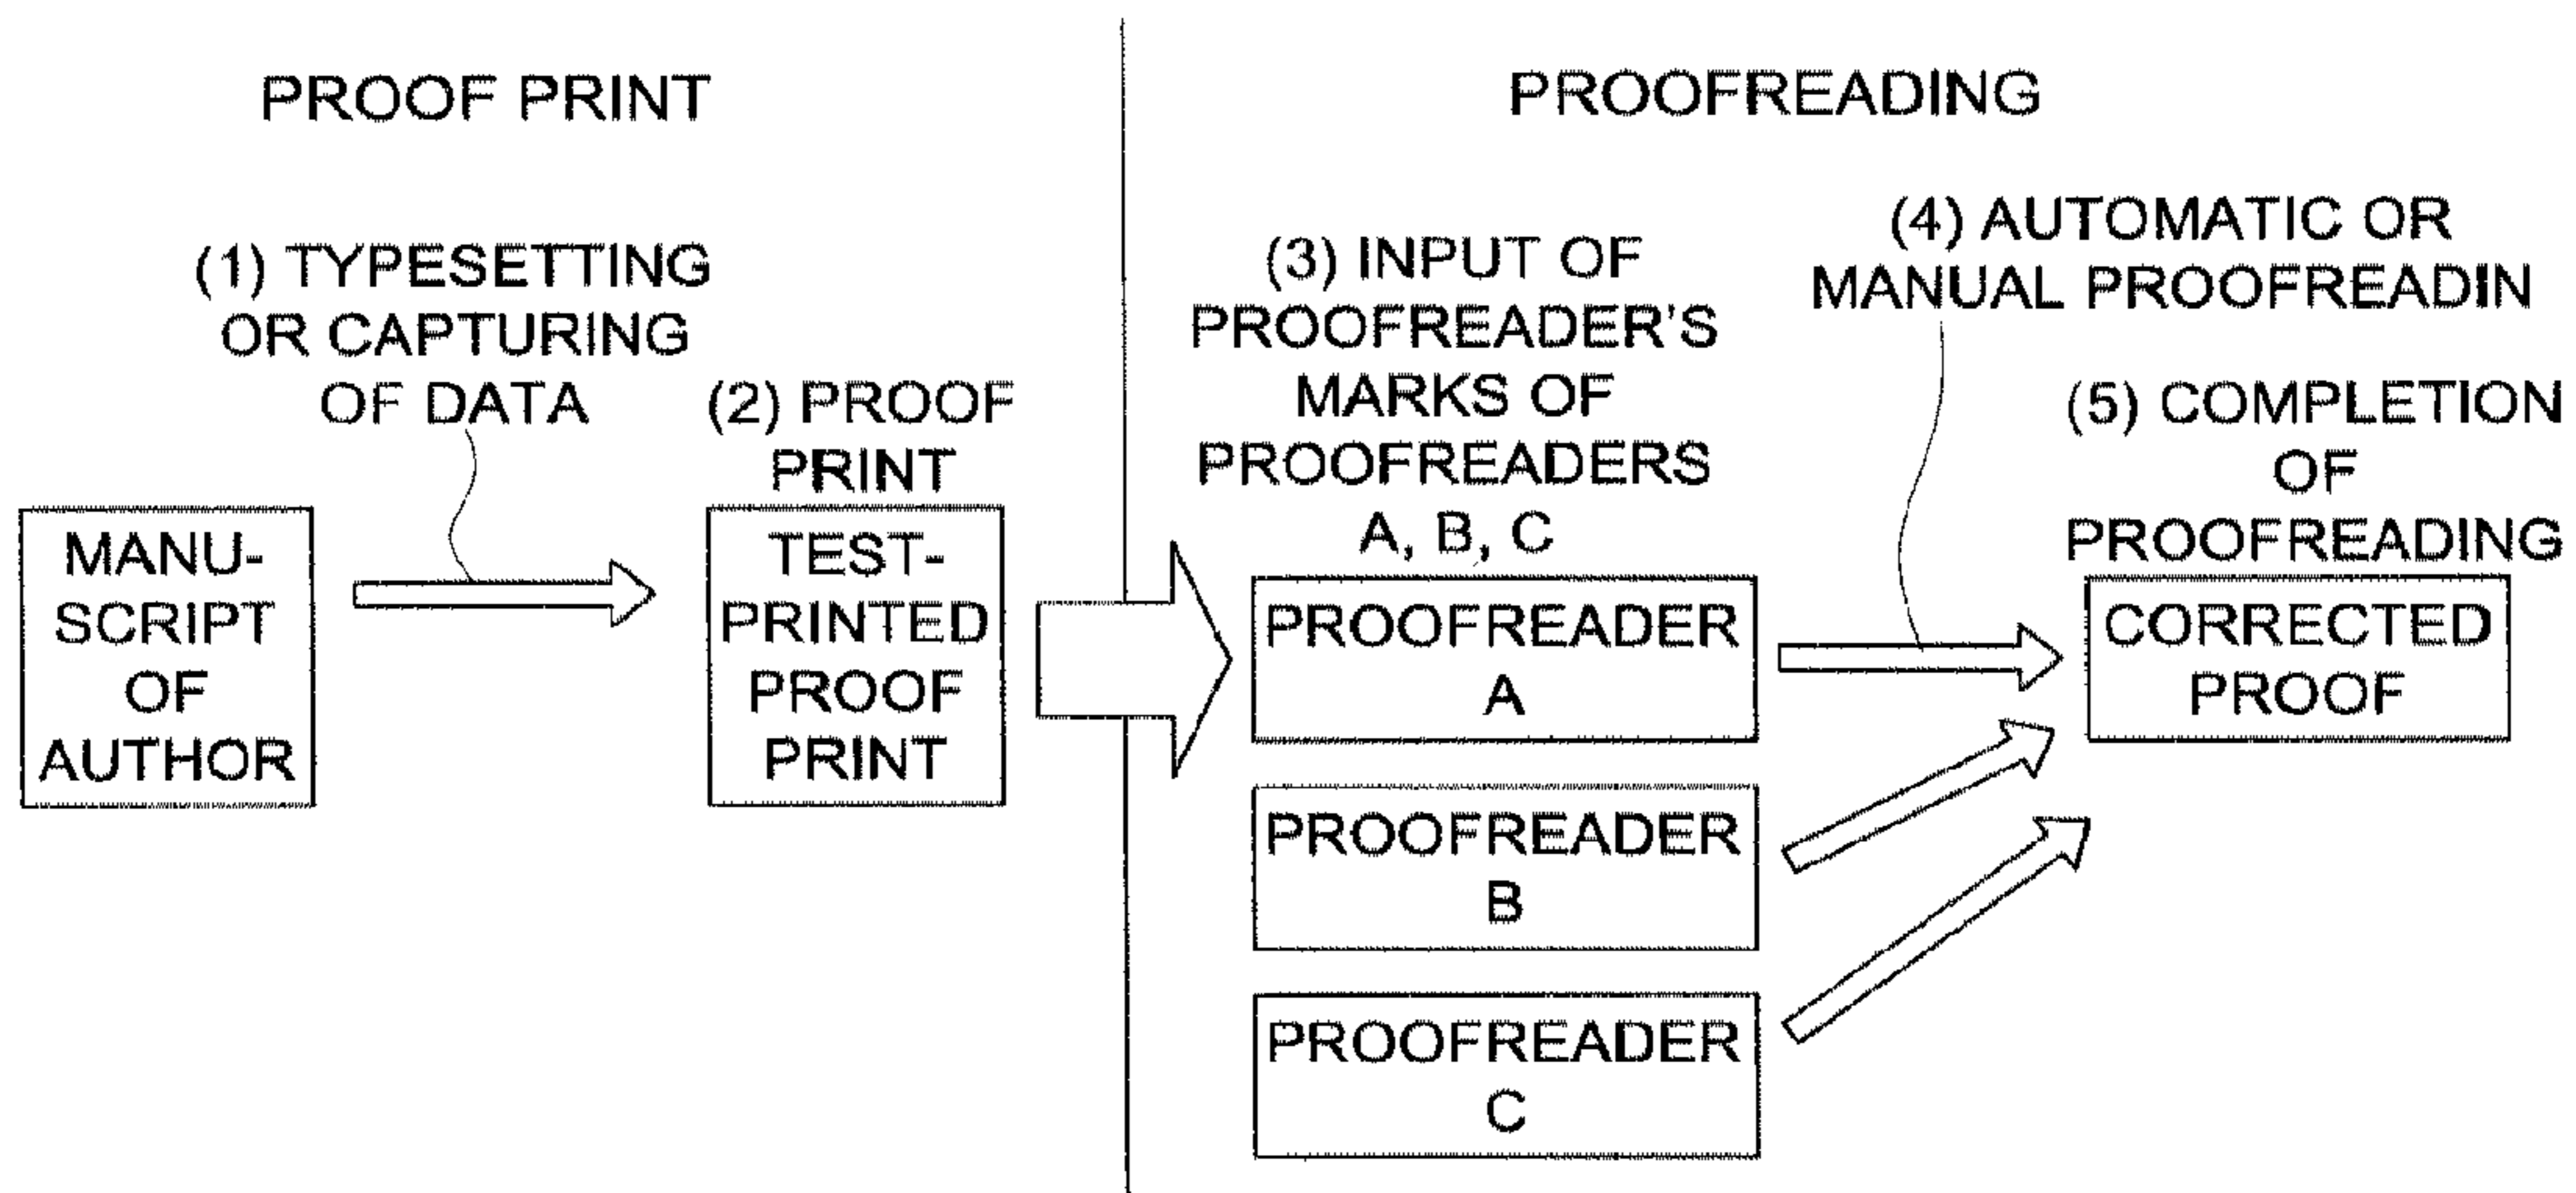 PROOF PRINT
(1) TYPESETTING
OR CAPTURING
OF DATA
(2) PROOF
PRINT
MANU-
SCRIPT
OF
AUTHOR
TEST-
PRINTED
PROOF
PRINT
PROOFREADING
(3) INPUT OF
PROOFREADER'S
MARKS OF
PROOFREADERS
A, B, C
(4) AUTOMATIC OR
MANUAL PROOFREADIN
(5) COMPLETION
OF
PROOFREADING
PROOFREADER
A
CORRECTED
PROOF
PROOFREADER
B
PROOFREADER
C